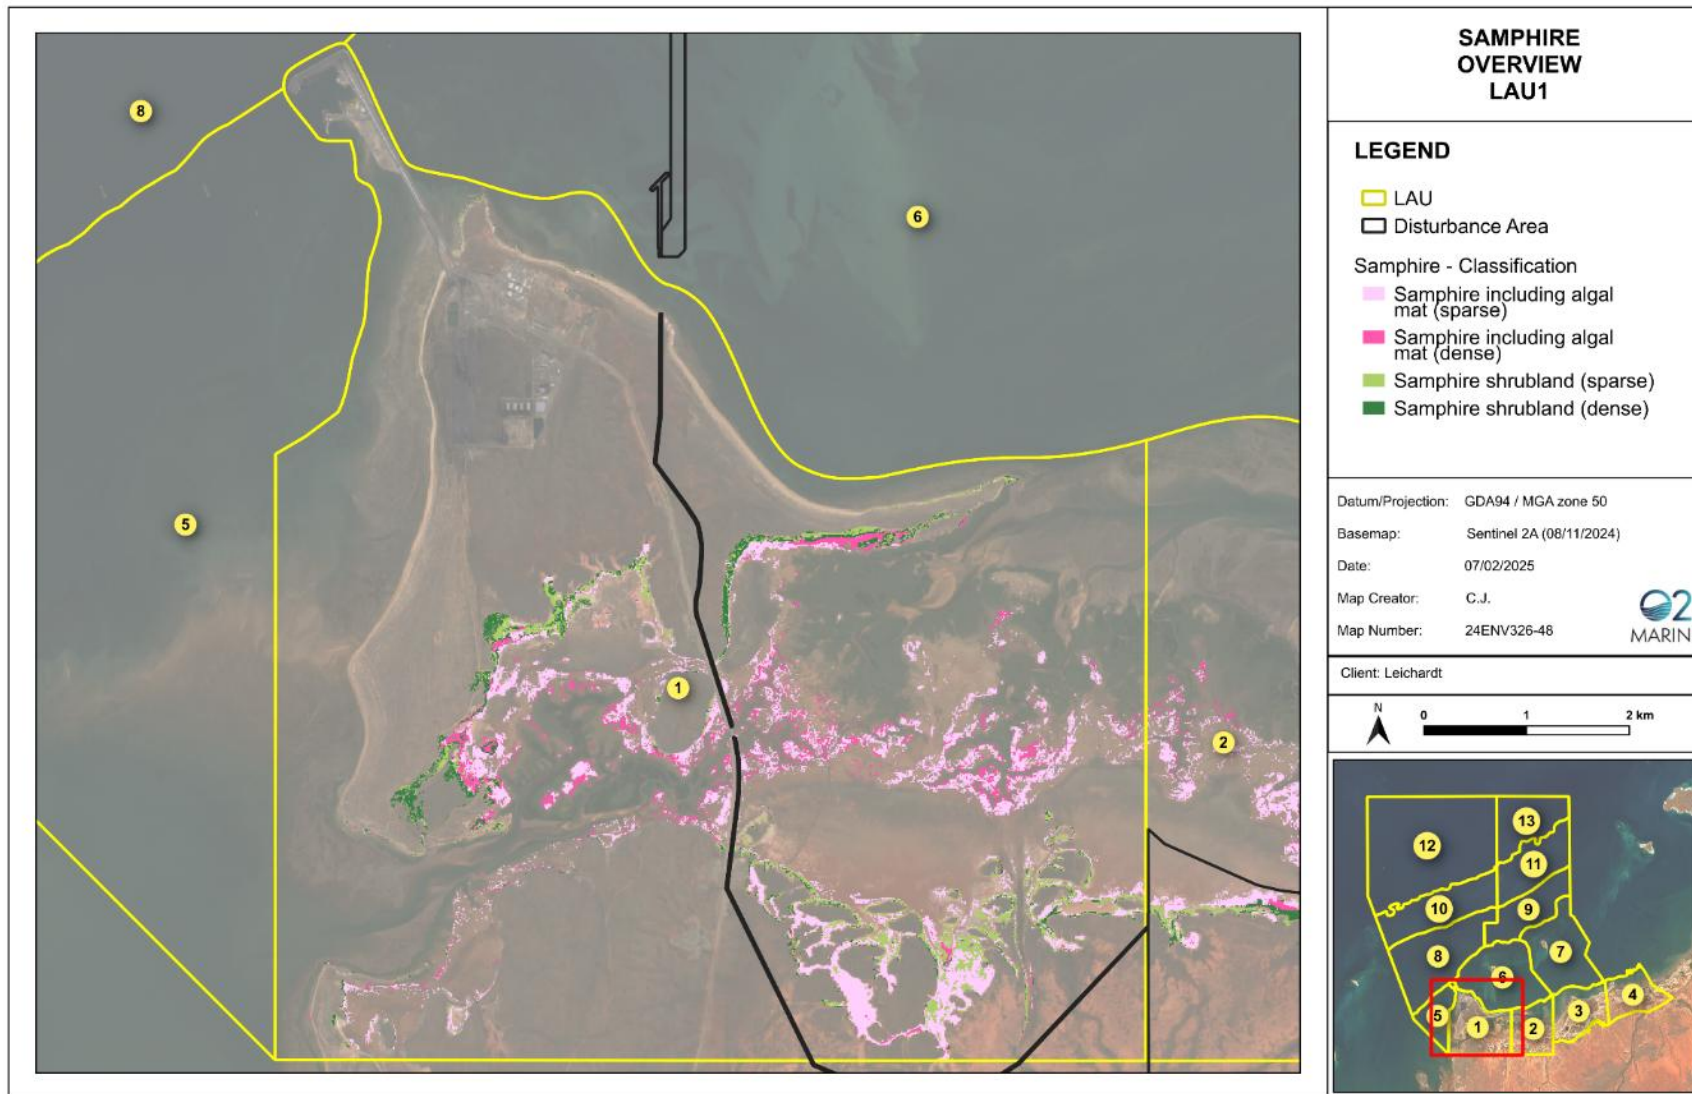 SAMPHIRE
OVERVIEW
LAU1
LEGEND
LAU
Disturbance Area
Samphire - Classification
Samphire including algal
mat (sparse)
Samphire including algal
mat (dense)
Samphire shrubland (sparse)
Samphire shrubland (dense)
Datum/Projection: GDA94 / MGA zone 50
Basemap: Sentinel 2A (08/11/2024)
Date: 07/02/2025
Map Creator: C.J.
Map Number: 24ENV326-48
O2
MARIN
Client: Leichardt
N
0 1 2 km
8
6
5
1
2
13
12
11
10
9
7
8
6
4
5
3
1
2